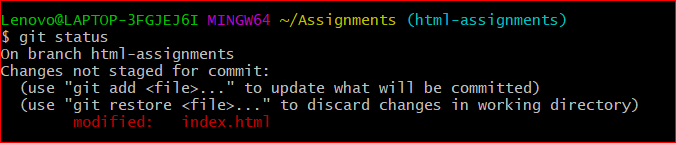 Lenovo@LAPTOP-3FGJEJ6I MINGW64 ~/Assignments (html-assignments)
$ git status
On branch html-assignments
Changes not staged for commit:
  (use "git add <file>..." to update what will be committed)
  (use "git restore <file>..." to discard changes in working directory)
        modified:   index.html